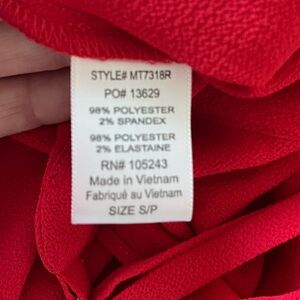 STYLE# MT7318R
PO# 13629
98% POLYESTER
2% SPANDEX
98% POLYESTER
2% ELASTAINE
RN# 105243
Made in Vietnam
Fabriqué au Vietnam
SIZE S/P